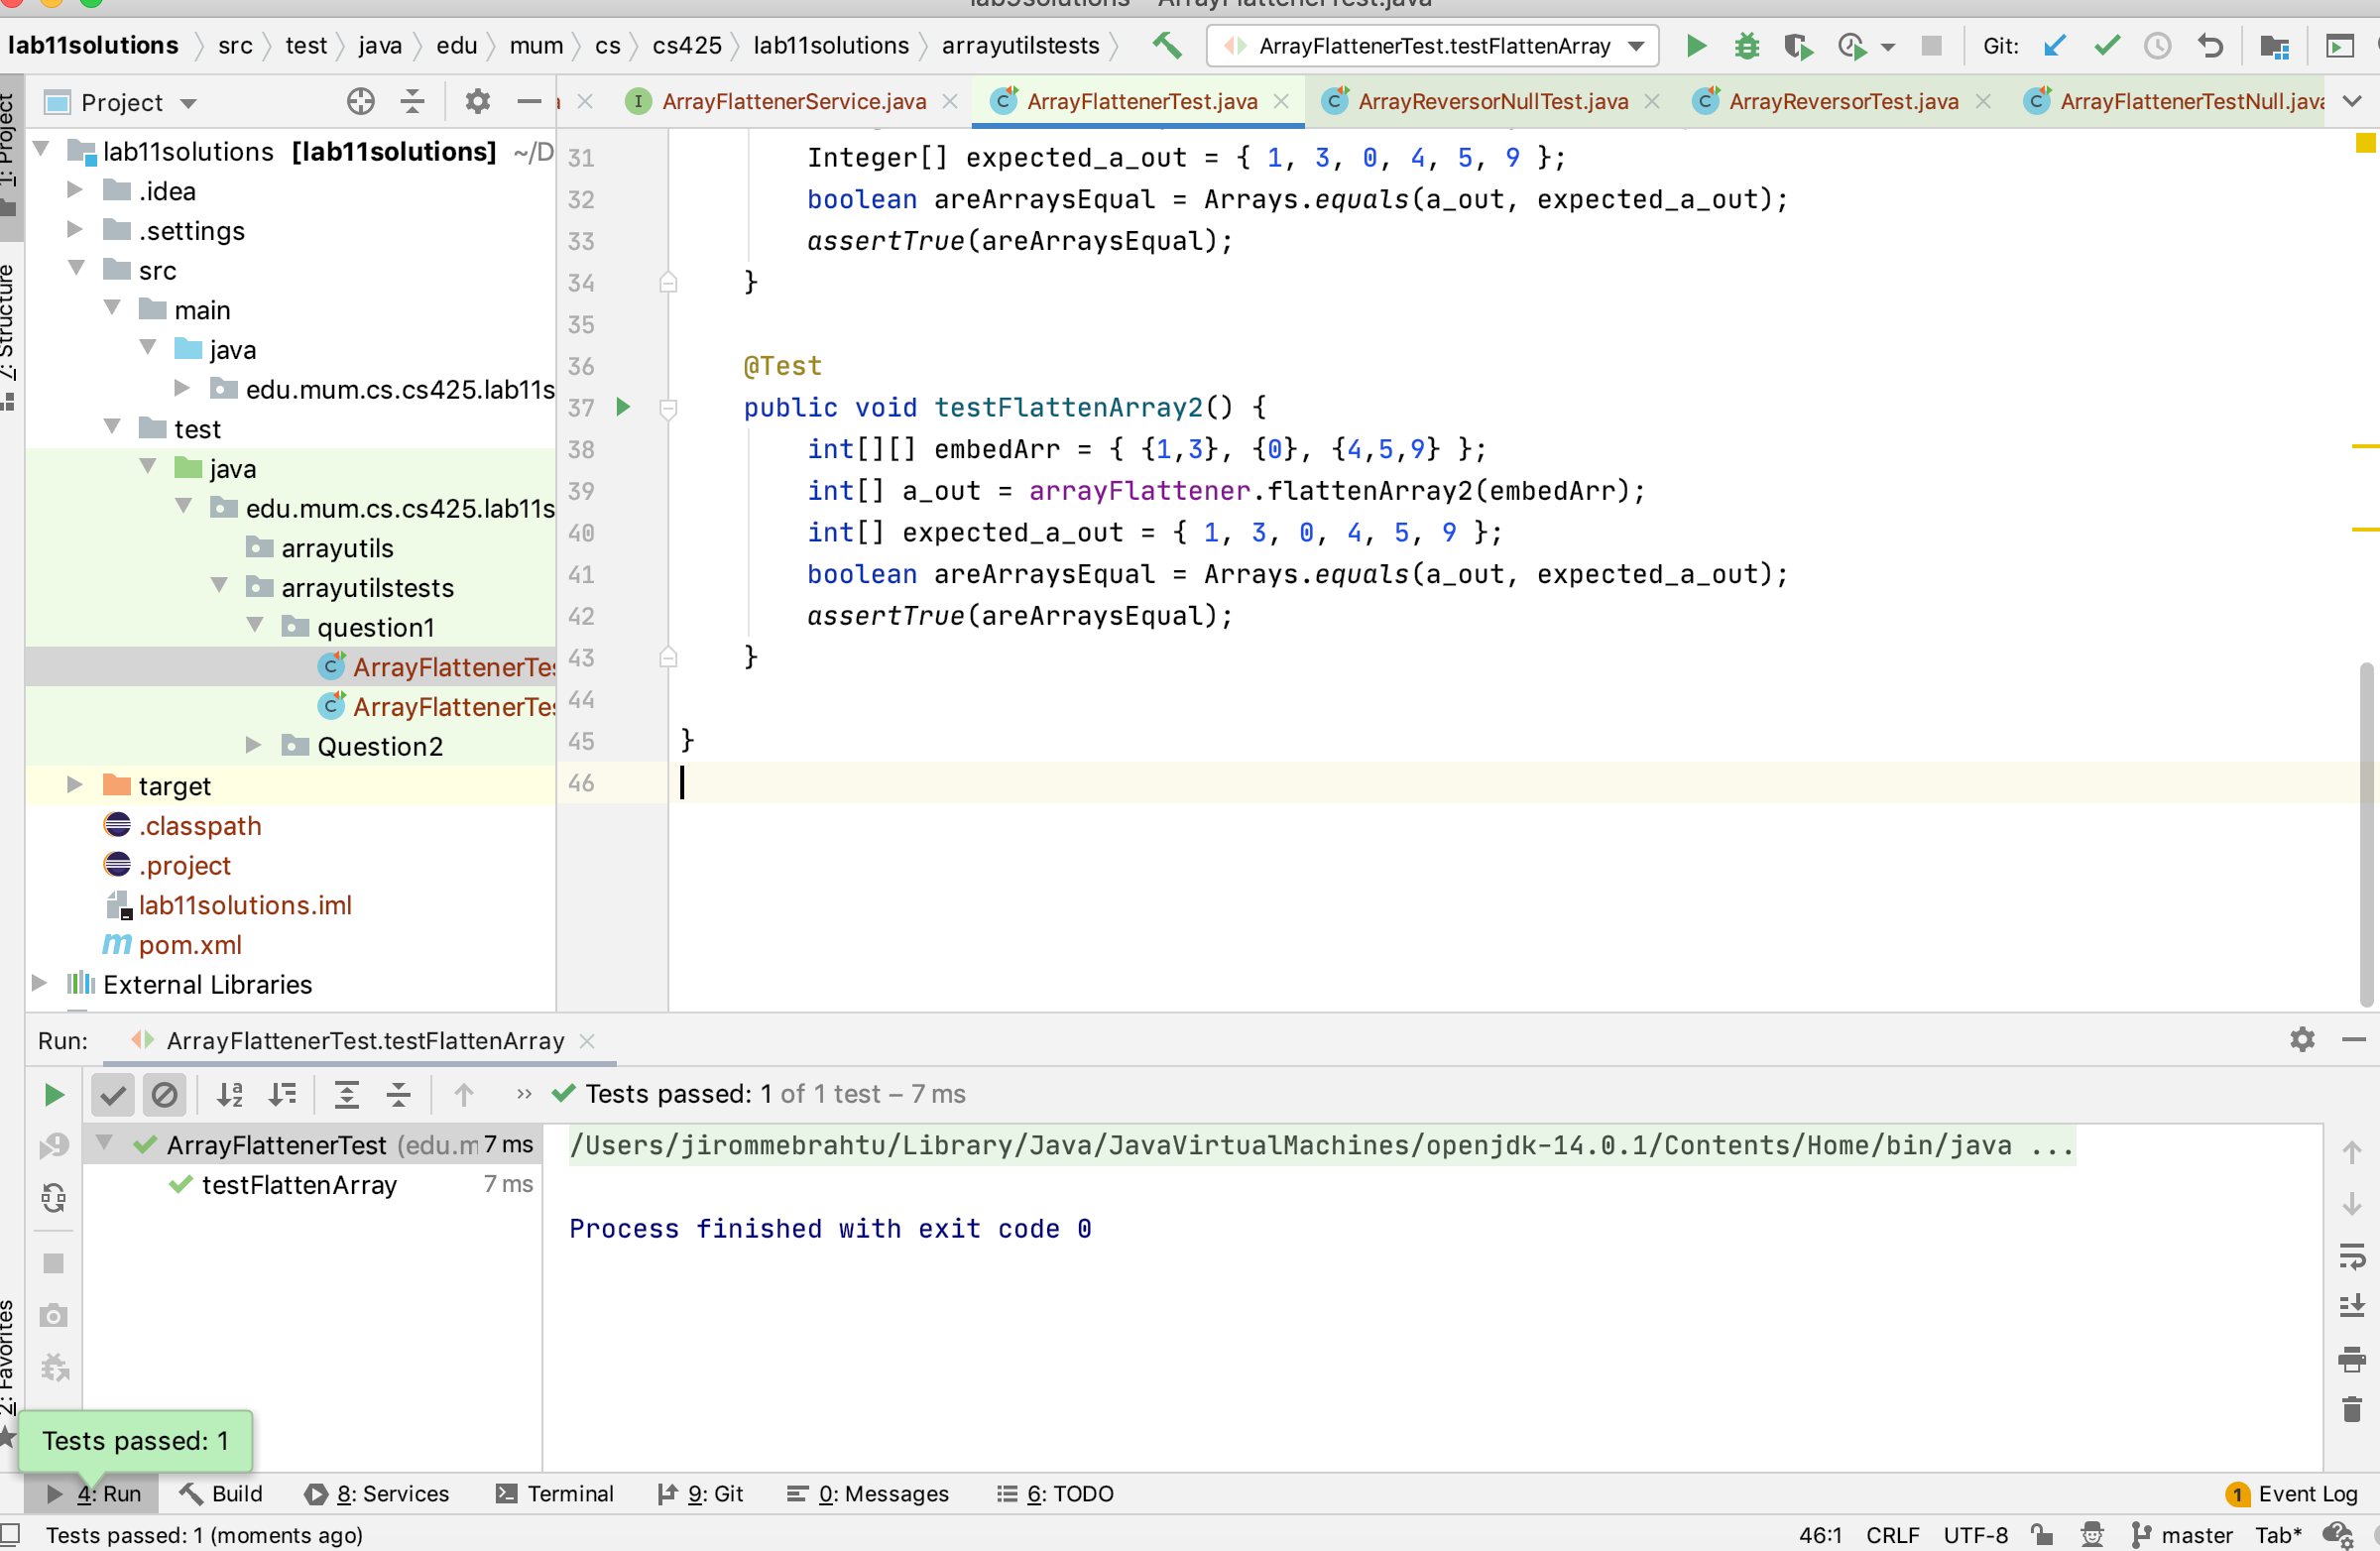 lab11solutions src test java edu mum cs cs425 lab11solutions arrayutilstests ArrayFlattenerTest.testFlattenArray Git:
Project ArrayFlattenerService.java ArrayFlattenerTest.java ArrayReversorNullTest.java ArrayReversorTest.java ArrayFlattenerTestNull.java
1: Project
7: Structure
2: Favorites
lab11solutions [lab11solutions] ~/D
.idea
.settings
src
main
java
edu.mum.cs.cs425.lab11s
test
java
edu.mum.cs.cs425.lab11s
arrayutils
arrayutilstests
question1
ArrayFlattenerTes
ArrayFlattenerTes
Question2
target
.classpath
.project
lab11solutions.iml
pom.xml
External Libraries
31 Integer[] expected_a_out = { 1, 3, 0, 4, 5, 9 };
32 boolean areArraysEqual = Arrays.equals(a_out, expected_a_out);
33 assertTrue(areArraysEqual);
34 }
35
36 @Test
37 public void testFlattenArray2() {
38 int[][] embedArr = { {1,3}, {0}, {4,5,9} };
39 int[] a_out = arrayFlattener.flattenArray2(embedArr);
40 int[] expected_a_out = { 1, 3, 0, 4, 5, 9 };
41 boolean areArraysEqual = Arrays.equals(a_out, expected_a_out);
42 assertTrue(areArraysEqual);
43 }
44
45 }
46
Run: ArrayFlattenerTest.testFlattenArray
Tests passed: 1 of 1 test – 7 ms
ArrayFlattenerTest (edu.m 7 ms
testFlattenArray 7 ms
/Users/jirommebrahtu/Library/Java/JavaVirtualMachines/openjdk-14.0.1/Contents/Home/bin/java ...
Process finished with exit code 0
Tests passed: 1
4: Run Build 8: Services Terminal 9: Git 0: Messages 6: TODO 1 Event Log
Tests passed: 1 (moments ago) 46:1 CRLF UTF-8 master Tab*